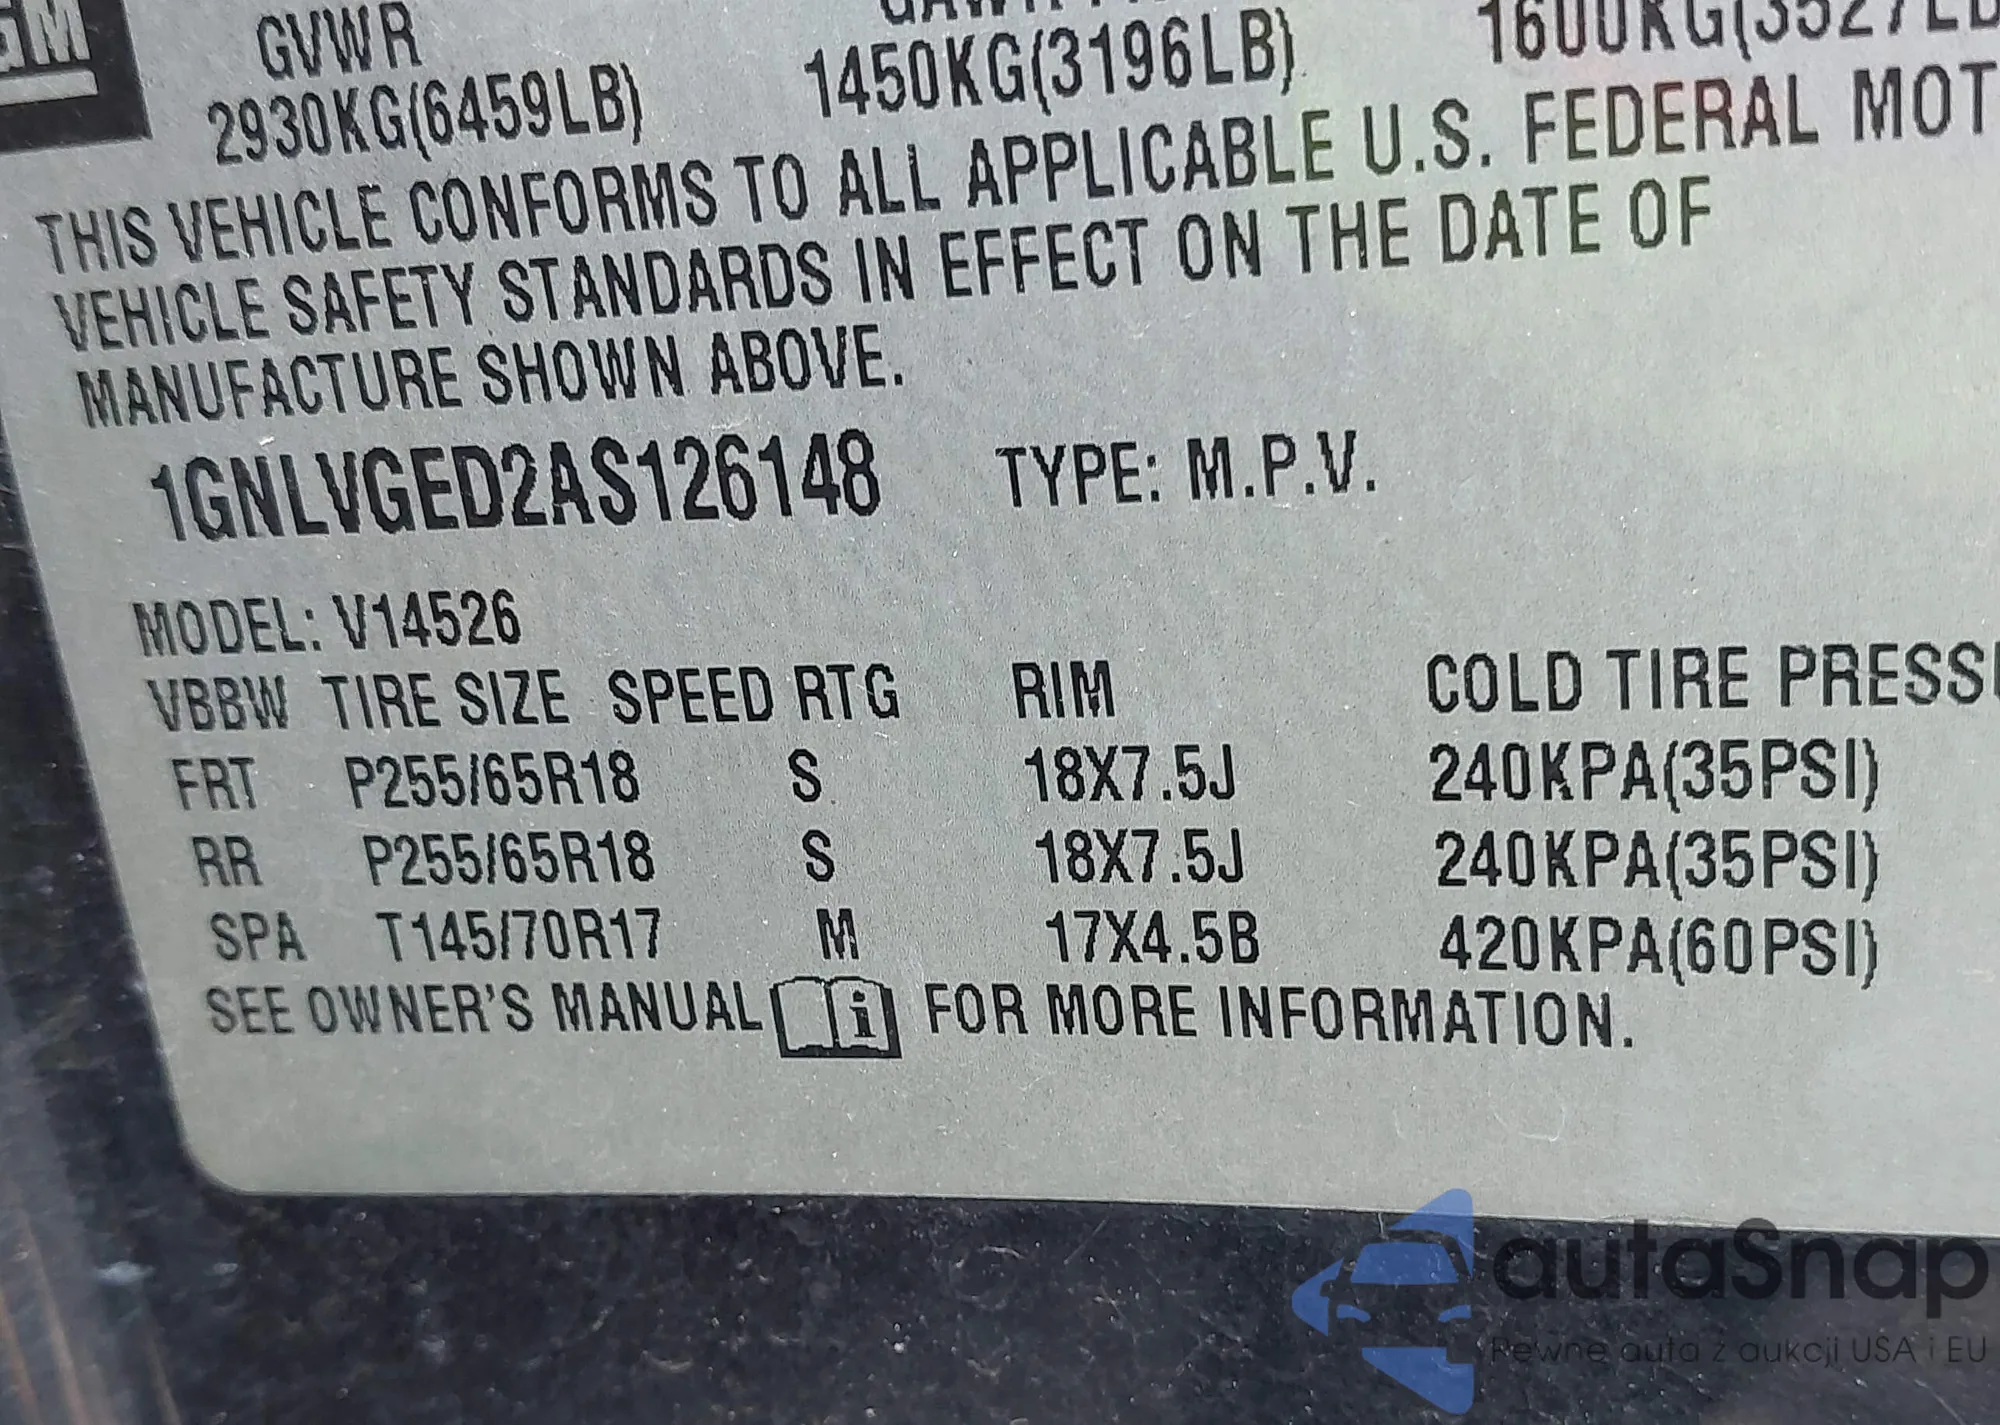 GM
GVWR
2930KG(6459LB) 1450KG(3196LB) 1600KG(3527LB
THIS VEHICLE CONFORMS TO ALL APPLICABLE U.S. FEDERAL MOT
VEHICLE SAFETY STANDARDS IN EFFECT ON THE DATE OF
MANUFACTURE SHOWN ABOVE.
1GNLVGED2AS126148 TYPE: M.P.V.
MODEL: V14526
VBBW TIRE SIZE SPEED RTG RIM COLD TIRE PRESS
FRT P255/65R18 S 18X7.5J 240KPA(35PSI)
RR P255/65R18 S 18X7.5J 240KPA(35PSI)
SPA T145/70R17 M 17X4.5B 420KPA(60PSI)
SEE OWNER'S MANUAL i FOR MORE INFORMATION.
autaSnap
Pewne auta z aukcji USA i EU